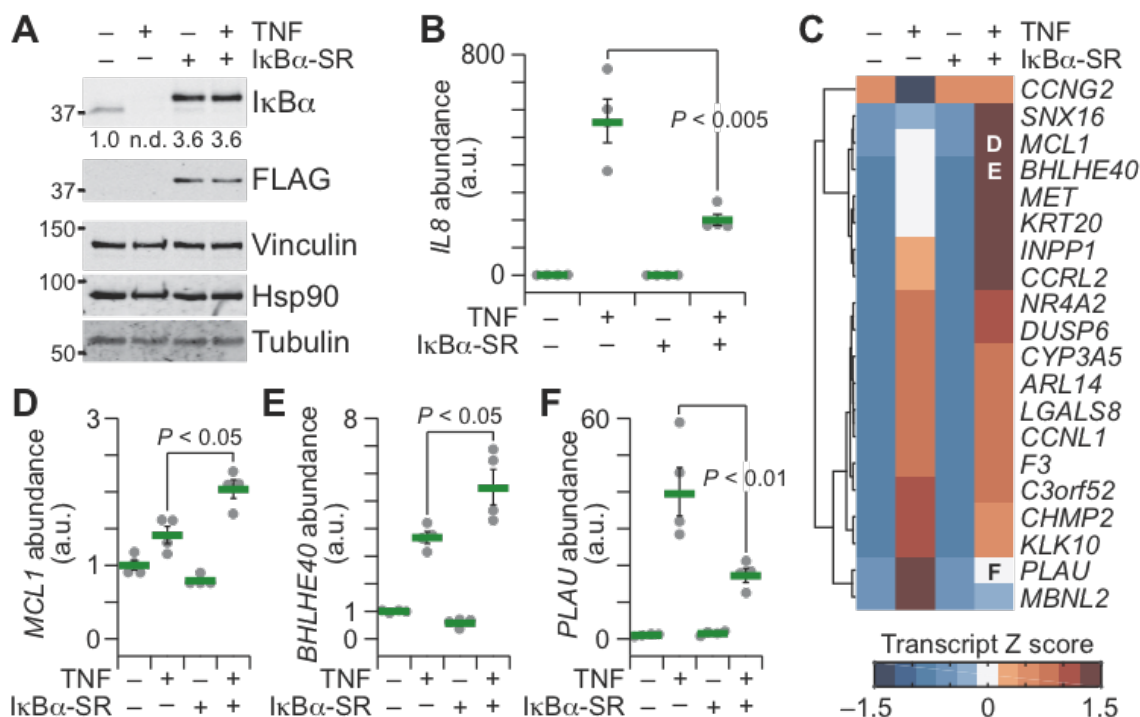 A
– + – + TNF
– – + + IκBα-SR
37 IκBα
1.0 n.d. 3.6 3.6
37 FLAG
150 Vinculin
100 Hsp90
50 Tubulin
B
IL8 abundance
(a.u.)
800
0
P < 0.005
TNF – + – +
IκBα-SR – – + +
C
– + – + TNF
– – + + IκBα-SR
CCNG2
SNX16
D MCL1
E BHLHE40
MET
KRT20
INPP1
CCRL2
NR4A2
DUSP6
CYP3A5
ARL14
LGALS8
CCNL1
F3
C3orf52
CHMP2
KLK10
F PLAU
MBNL2
Transcript Z score
–1.5 0 1.5
D
MCL1 abundance
(a.u.)
3
1
0
P < 0.05
TNF – + – +
IκBα-SR – – + +
E
BHLHE40 abundance
(a.u.)
8
1
0
P < 0.05
– + – +
– – + +
F
PLAU abundance
(a.u.)
60
0
P < 0.01
TNF – + – +
IκBα-SR – – + +